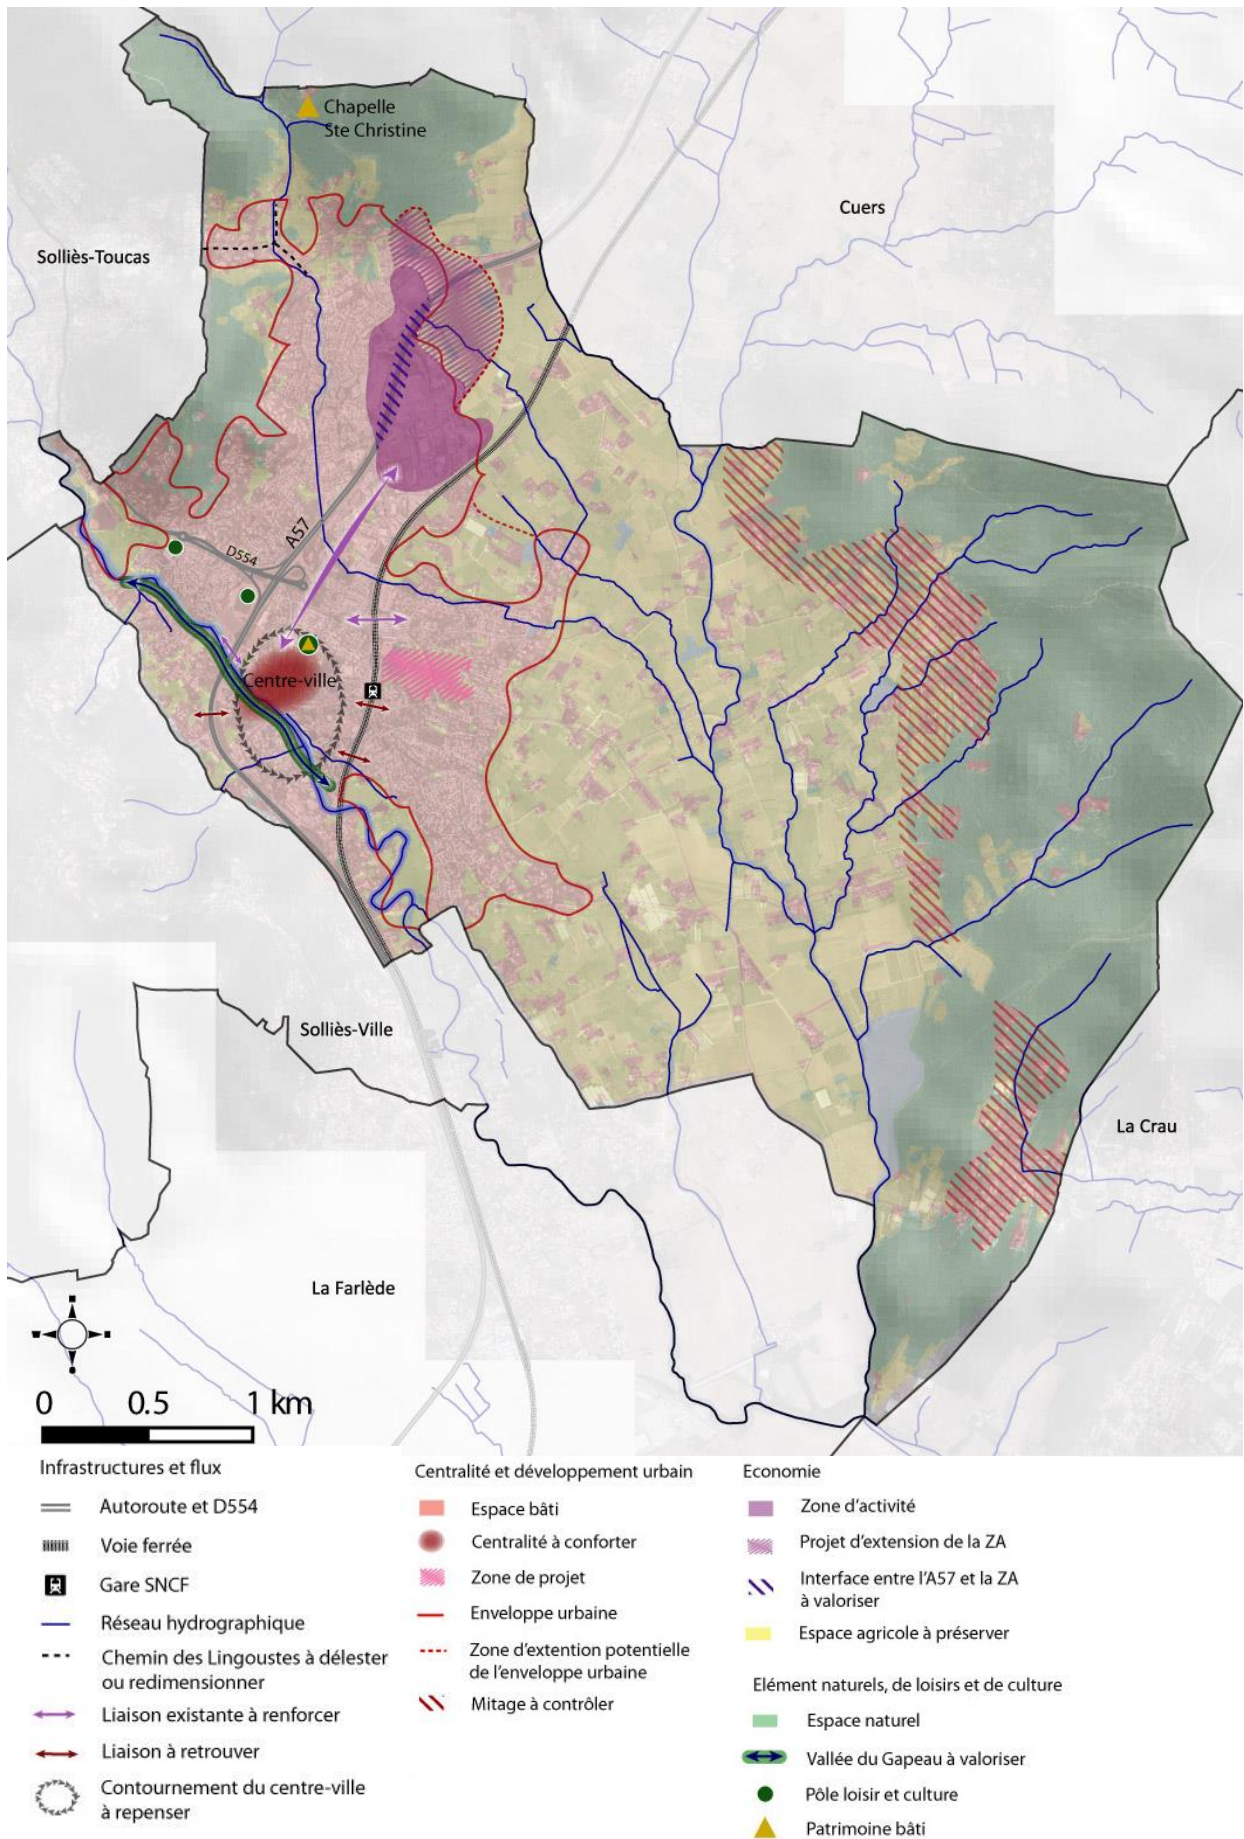 Chapelle
Ste Christine
Cuers
Solliès-Toucas
A57
D554
Centre-ville
Solliès-Ville
La Crau
La Farlède
0 0.5 1 km
Infrastructures et flux
Autoroute et D554
Voie ferrée
Gare SNCF
Réseau hydrographique
Chemin des Lingoustes à délester
ou redimensionner
Liaison existante à renforcer
Liaison à retrouver
Contournement du centre-ville
à repenser
Centralité et développement urbain
Espace bâti
Centralité à conforter
Zone de projet
Enveloppe urbaine
Zone d'extention potentielle
de l'enveloppe urbaine
Mitage à contrôler
Economie
Zone d'activité
Projet d'extension de la ZA
Interface entre l'A57 et la ZA
à valoriser
Espace agricole à préserver
Elément naturels, de loisirs et de culture
Espace naturel
Vallée du Gapeau à valoriser
Pôle loisir et culture
Patrimoine bâti